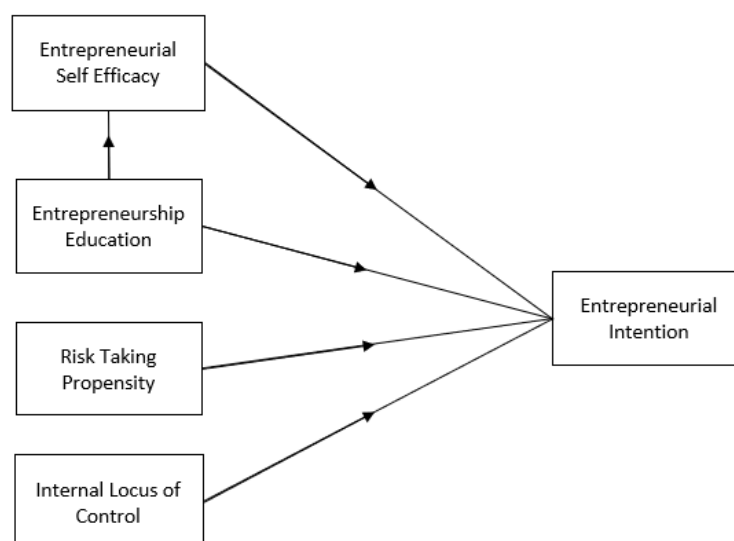 Entrepreneurial
Self Efficacy
Entrepreneurship
Education
Entrepreneurial
Intention
Risk Taking
Propensity
Internal Locus of
Control